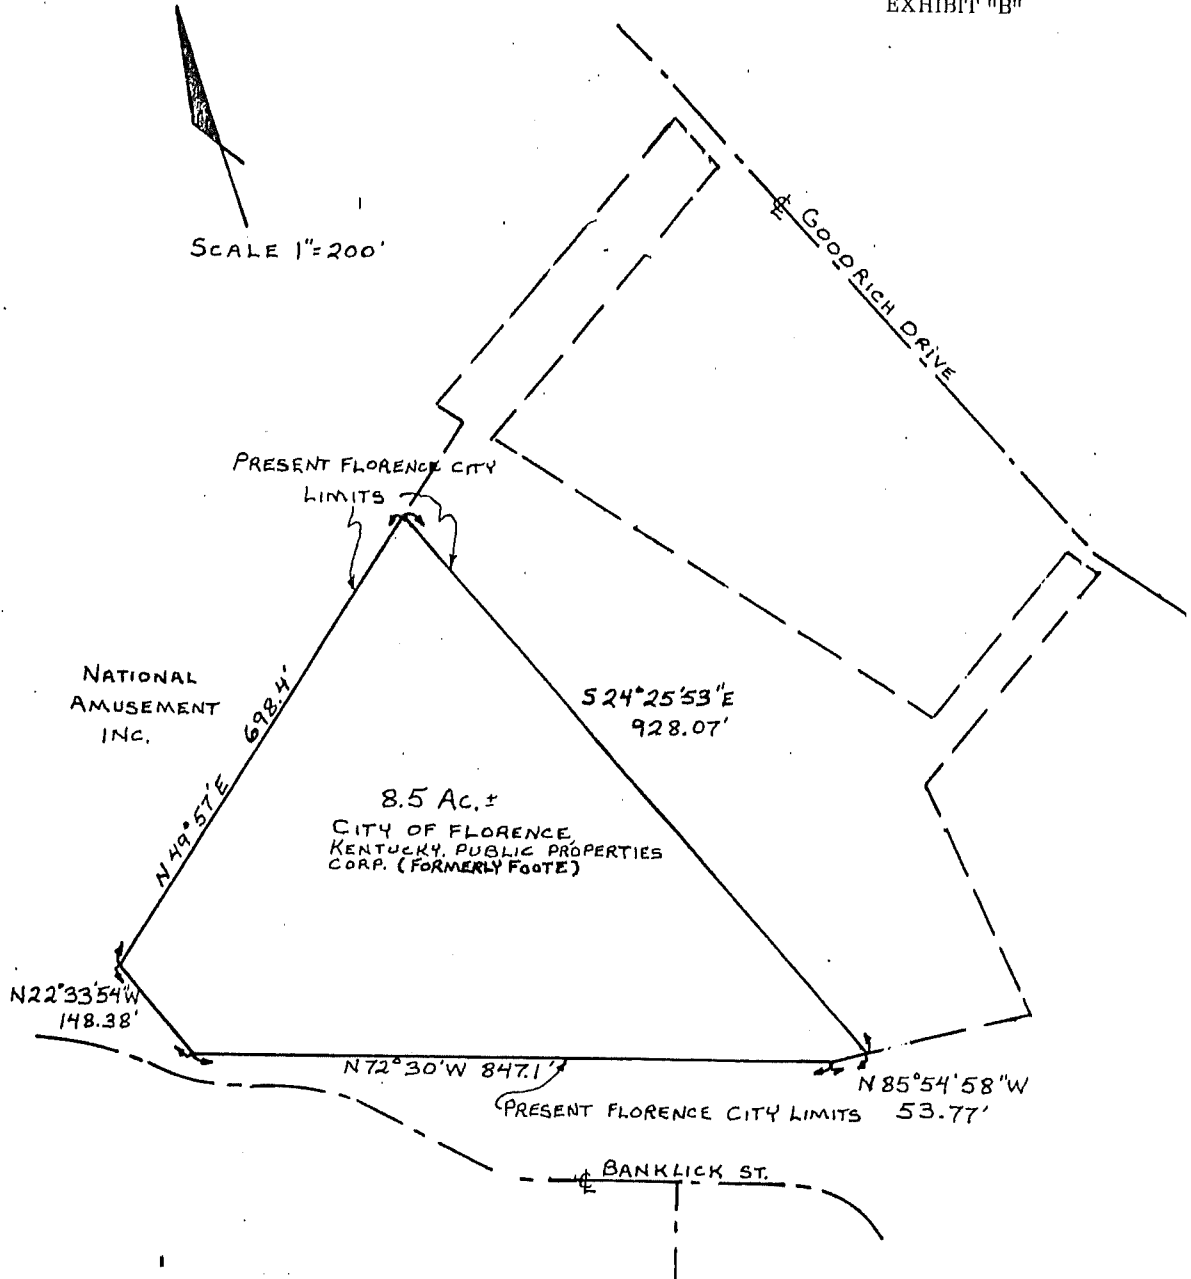 EXHIBIT "B"
SCALE 1"=200'
℄ GOODRICH DRIVE
PRESENT FLORENCE CITY
LIMITS
NATIONAL
AMUSEMENT
INC.
698.4'
N 49°57'E
S 24°25'53"E
928.07'
8.5 AC. ±
CITY OF FLORENCE,
KENTUCKY, PUBLIC PROPERTIES
CORP. (FORMERLY FOOTE)
N22°33'54"W
148.38'
N72°30'W 847.1'
N 85°54'58"W
53.77'
PRESENT FLORENCE CITY LIMITS
℄ BANKLICK ST.